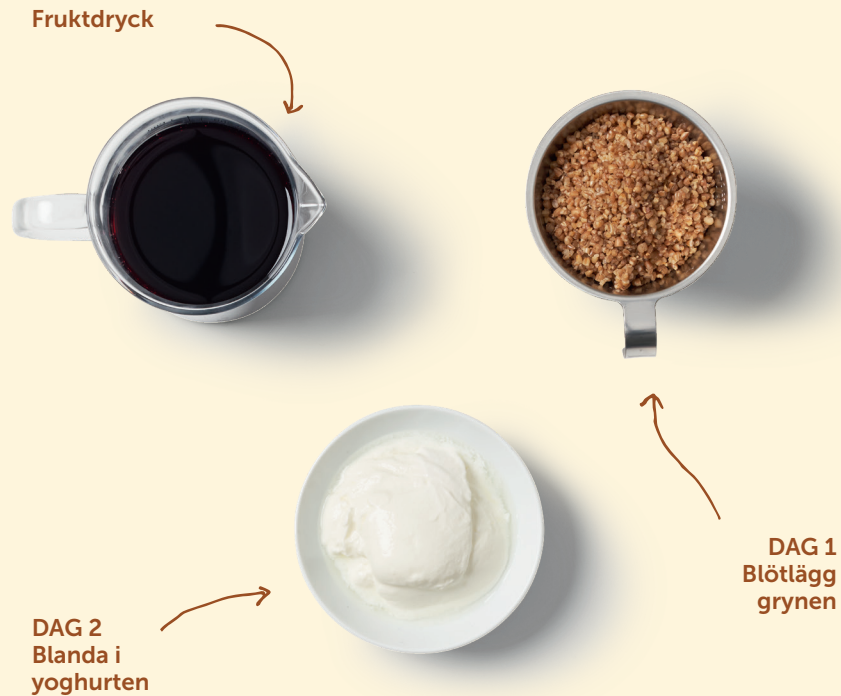 Fruktdryck
DAG 1
Blötlägg
grynen
DAG 2
Blanda i
yoghurten